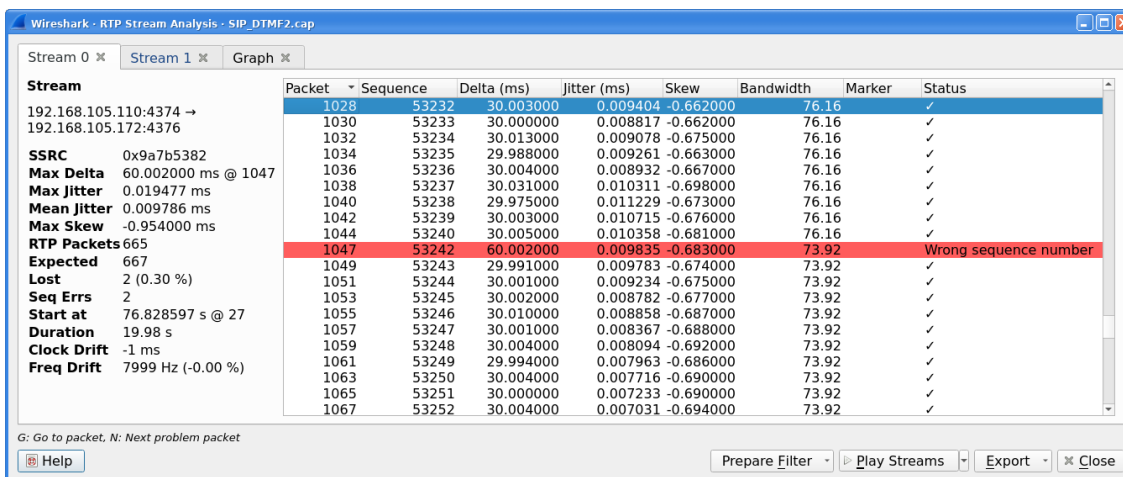 Wireshark · RTP Stream Analysis · SIP_DTMF2.cap
Stream 0 Stream 1 Graph
Stream
192.168.105.110:4374 →
192.168.105.172:4376
SSRC 0x9a7b5382
Max Delta 60.002000 ms @ 1047
Max Jitter 0.019477 ms
Mean Jitter 0.009786 ms
Max Skew -0.954000 ms
RTP Packets 665
Expected 667
Lost 2 (0.30 %)
Seq Errs 2
Start at 76.828597 s @ 27
Duration 19.98 s
Clock Drift -1 ms
Freq Drift 7999 Hz (-0.00 %)
Packet Sequence Delta (ms) Jitter (ms) Skew Bandwidth Marker Status
1028 53232 30.003000 0.009404 -0.662000 76.16 ✓
1030 53233 30.000000 0.008817 -0.662000 76.16 ✓
1032 53234 30.013000 0.009078 -0.675000 76.16 ✓
1034 53235 29.988000 0.009261 -0.663000 76.16 ✓
1036 53236 30.004000 0.008932 -0.667000 76.16 ✓
1038 53237 30.031000 0.010311 -0.698000 76.16 ✓
1040 53238 29.975000 0.011229 -0.673000 76.16 ✓
1042 53239 30.003000 0.010715 -0.676000 76.16 ✓
1044 53240 30.005000 0.010358 -0.681000 76.16 ✓
1047 53242 60.002000 0.009835 -0.683000 73.92 Wrong sequence number
1049 53243 29.991000 0.009783 -0.674000 73.92 ✓
1051 53244 30.001000 0.009234 -0.675000 73.92 ✓
1053 53245 30.002000 0.008782 -0.677000 73.92 ✓
1055 53246 30.010000 0.008858 -0.687000 73.92 ✓
1057 53247 30.001000 0.008367 -0.688000 73.92 ✓
1059 53248 30.004000 0.008094 -0.692000 73.92 ✓
1061 53249 29.994000 0.007963 -0.686000 73.92 ✓
1063 53250 30.004000 0.007716 -0.690000 73.92 ✓
1065 53251 30.000000 0.007233 -0.690000 73.92 ✓
1067 53252 30.004000 0.007031 -0.694000 73.92 ✓
G: Go to packet, N: Next problem packet
Help Prepare Filter Play Streams Export Close